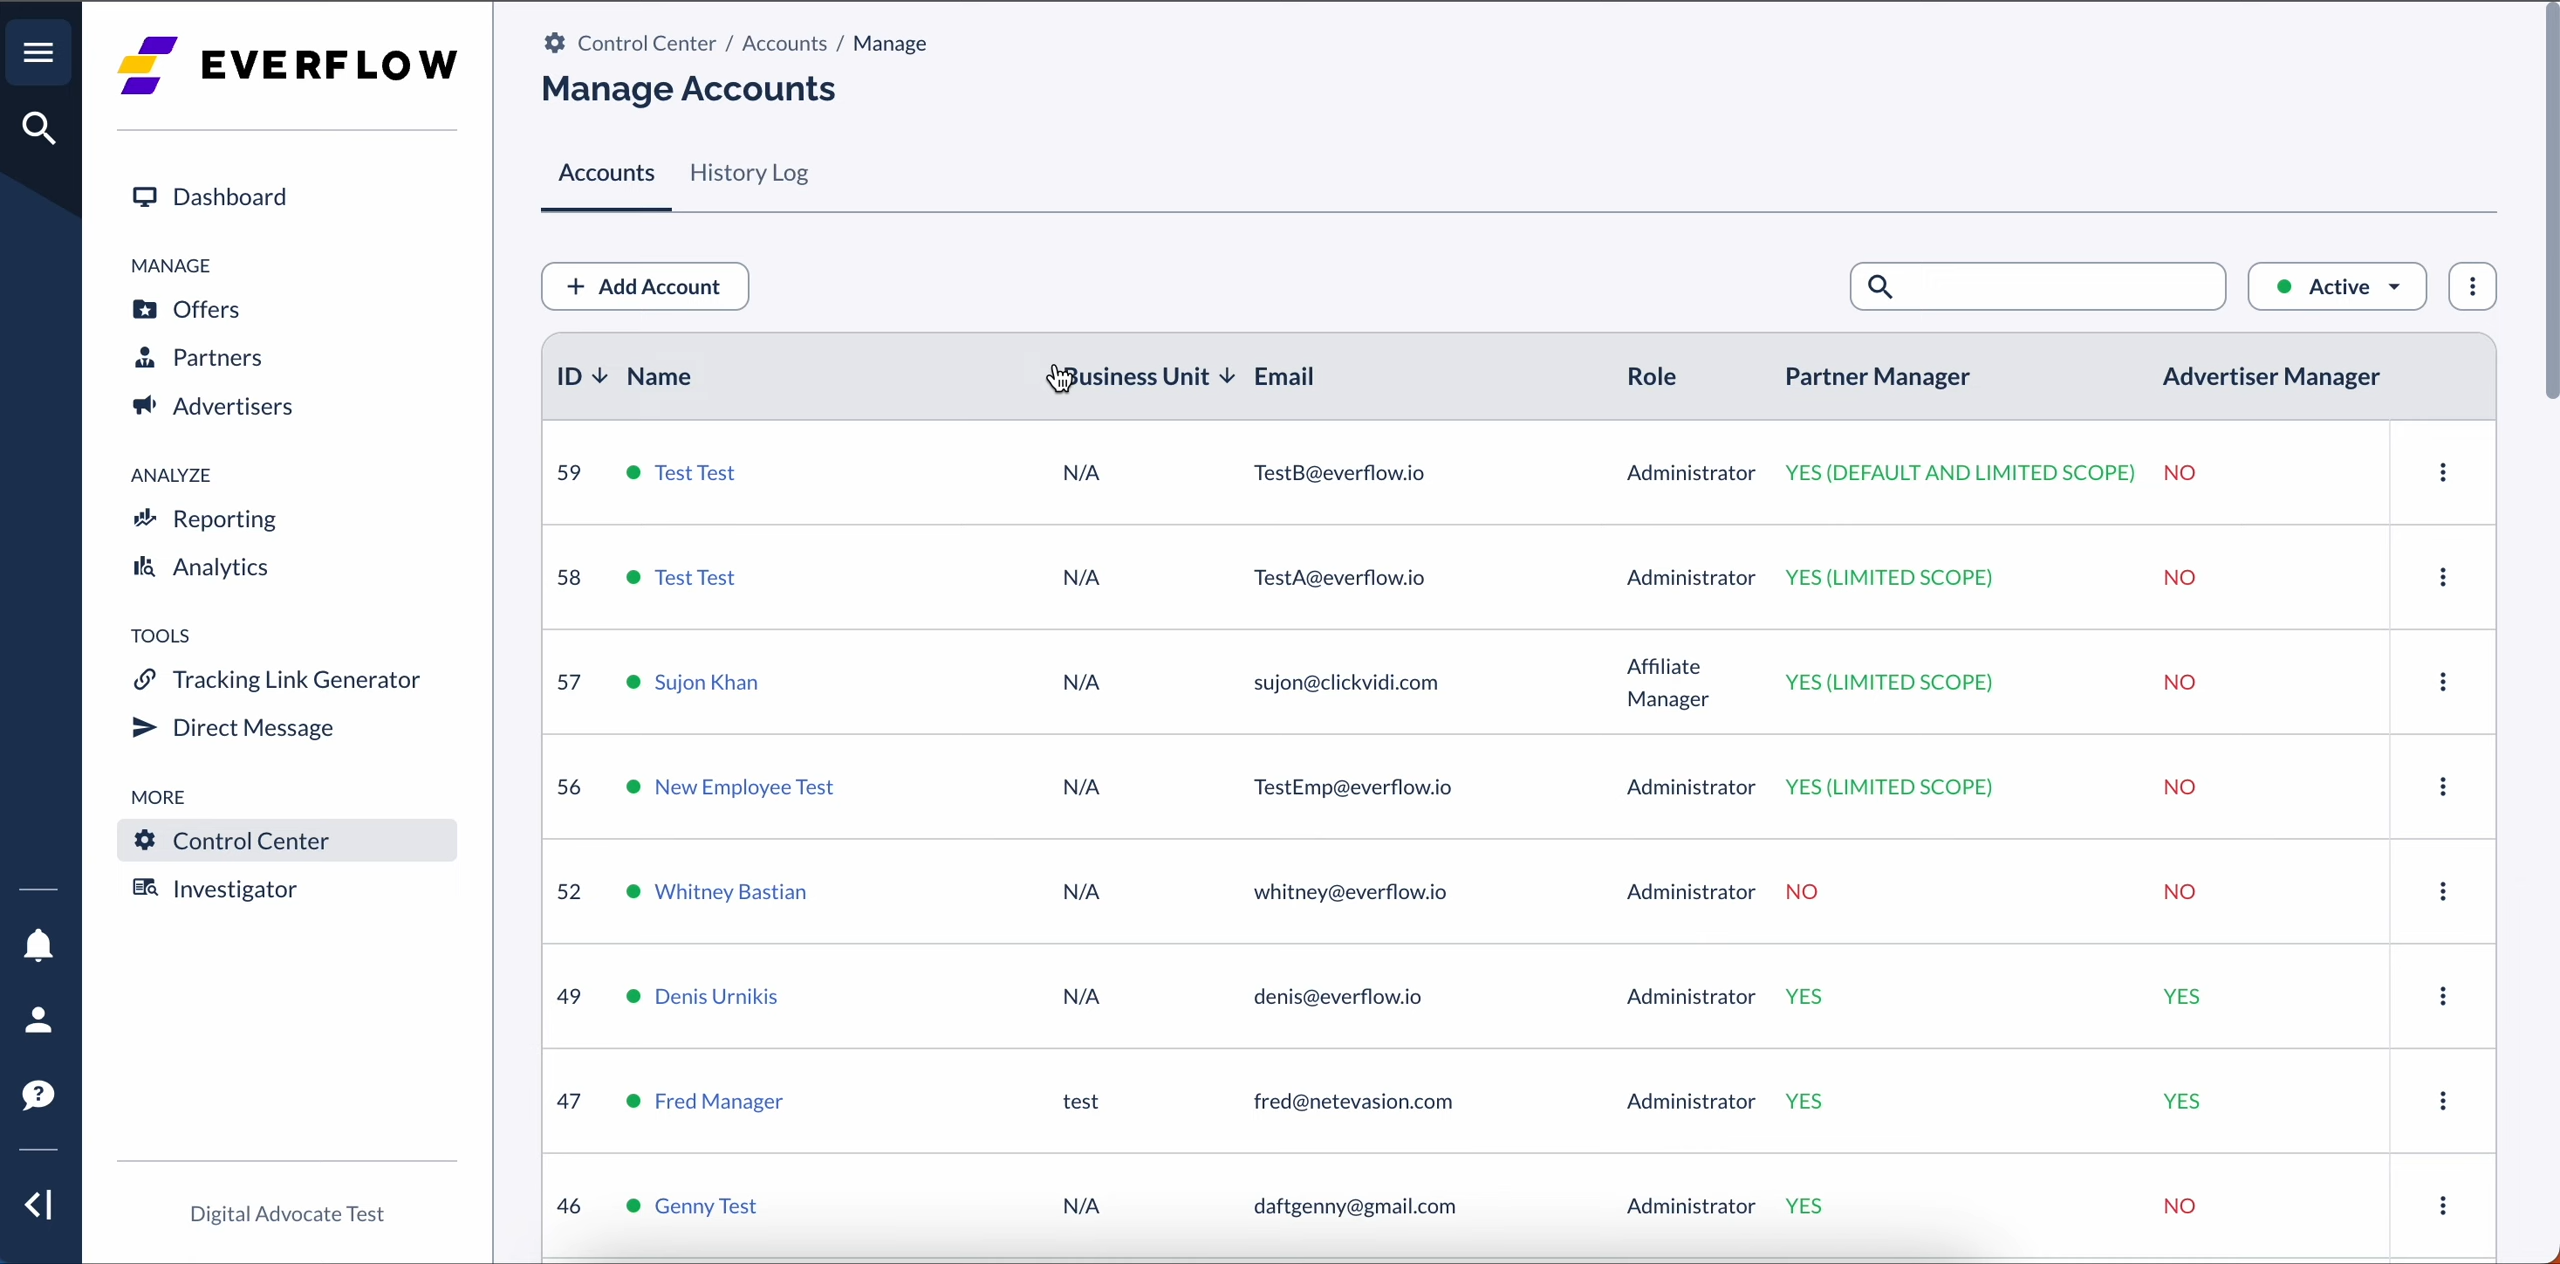 EVERFLOW
Dashboard
MANAGE
Offers
Partners
Advertisers
ANALYZE
Reporting
Analytics
TOOLS
Tracking Link Generator
Direct Message
MORE
Control Center
Investigator
Digital Advocate Test
Control Center / Accounts / Manage
Manage Accounts
Accounts History Log
+ Add Account
Active
ID Name Business Unit Email Role Partner Manager Advertiser Manager
59 Test Test N/A TestB@everflow.io Administrator YES (DEFAULT AND LIMITED SCOPE) NO
58 Test Test N/A TestA@everflow.io Administrator YES (LIMITED SCOPE) NO
57 Sujon Khan N/A sujon@clickvidi.com Affiliate Manager YES (LIMITED SCOPE) NO
56 New Employee Test N/A TestEmp@everflow.io Administrator YES (LIMITED SCOPE) NO
52 Whitney Bastian N/A whitney@everflow.io Administrator NO NO
49 Denis Urnikis N/A denis@everflow.io Administrator YES YES
47 Fred Manager test fred@netevasion.com Administrator YES YES
46 Genny Test N/A daftgenny@gmail.com Administrator YES NO